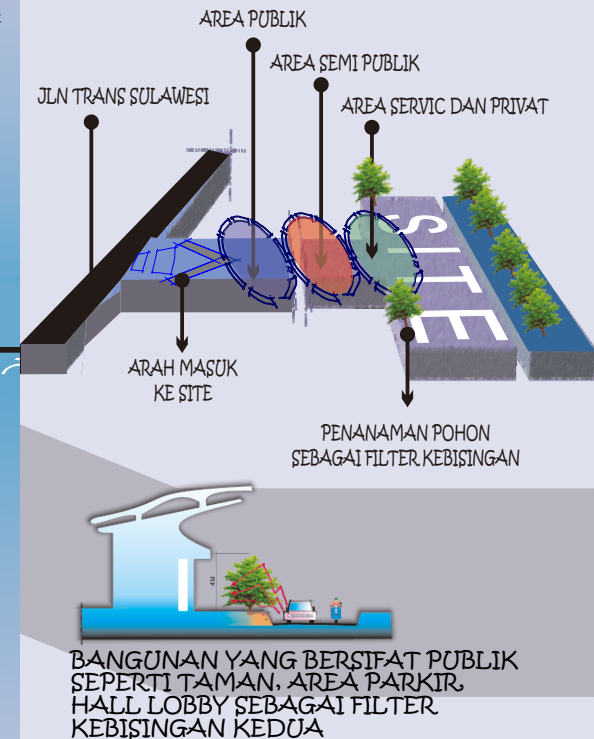 AREA PUBLIK
AREA SEMI PUBLIK
JLN TRANS SULAWESI
AREA SERVIC DAN PRIVAT
SITE
ARAH MASUK
KE SITE
PENANAMAN POHON
SEBAGAI FILTER KEBISINGAN
4M
BANGUNAN YANG BERSIFAT PUBLIK
SEPERTI TAMAN, AREA PARKIR,
HALL LOBBY SEBAGAI FILTER
KEBISINGAN KEDUA